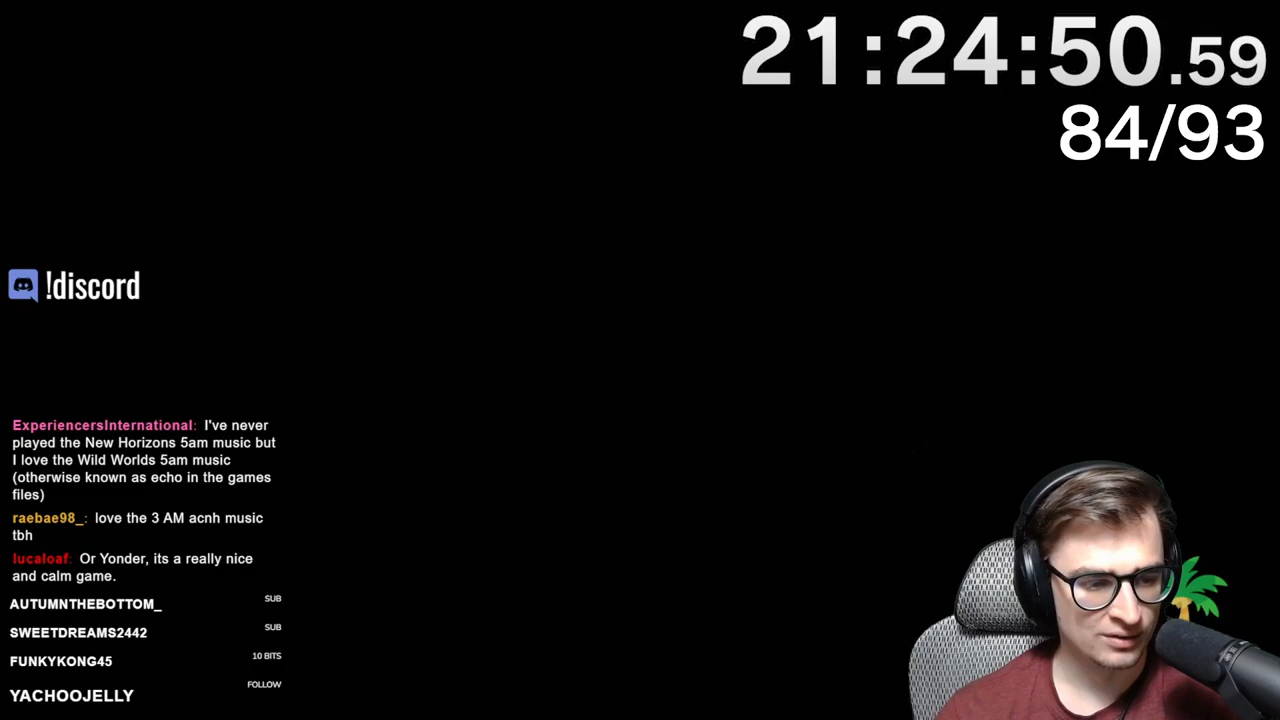 21:24:50.59
84/93
!discord
ExperiencersInternational: I've never
played the New Horizons 5am music but
I love the Wild Worlds 5am music
(otherwise known as echo in the games
files)
raebae98_: love the 3 AM acnh music
tbh
lucaloaf: Or Yonder, its a really nice
and calm game.
AUTUMNTHEBOTTOM_ SUB
SWEETDREAMS2442 SUB
FUNKYKONG45 10 BITS
YACHOOJELLY FOLLOW